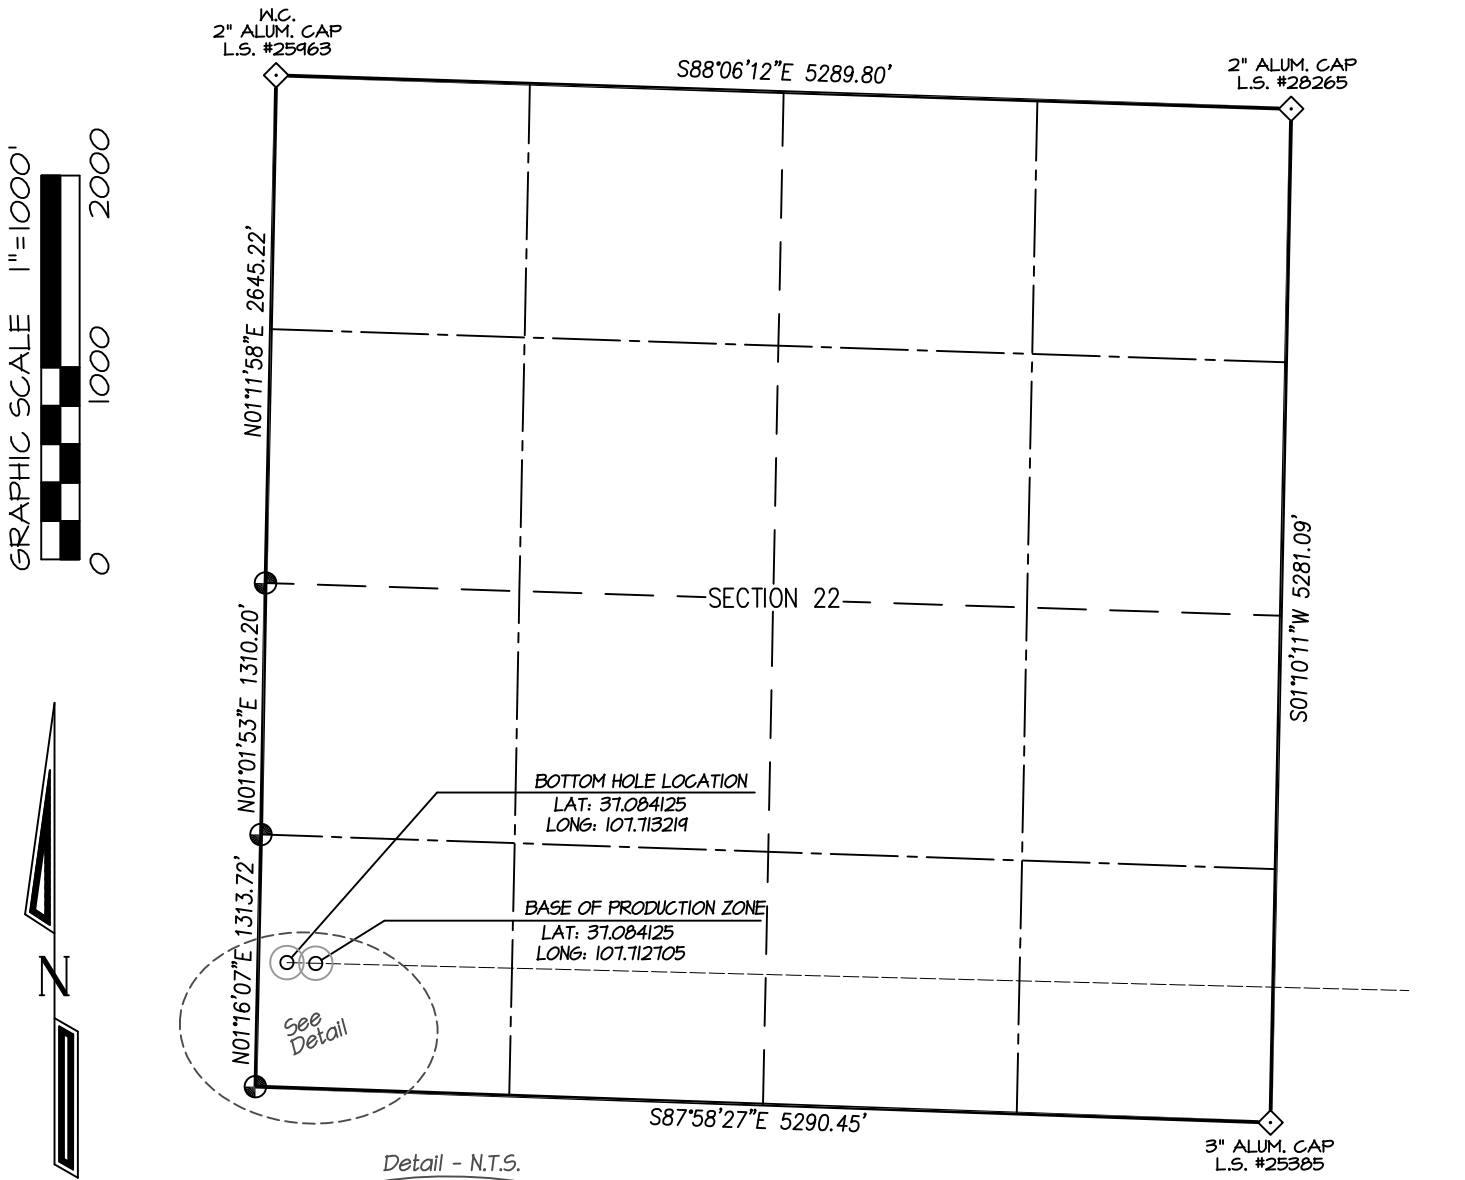 W.C.
2" ALUM. CAP
L.S. #25963
S88°06'12"E 5289.80'
2" ALUM. CAP
L.S. #28265
GRAPHIC SCALE 1"=1000'
2000
1000
0
N01°11'58"E 2645.22'
SECTION 22
S01°10'11"W 5281.09'
N01°01'53"E 1310.20'
BOTTOM HOLE LOCATION
LAT: 37.084125
LONG: 107.713219
N01°16'07"E 1313.72'
BASE OF PRODUCTION ZONE
LAT: 37.084125
LONG: 107.712705
N
See
Detail
S87°58'27"E 5290.45'
3" ALUM. CAP
L.S. #25385
Detail - N.T.S.